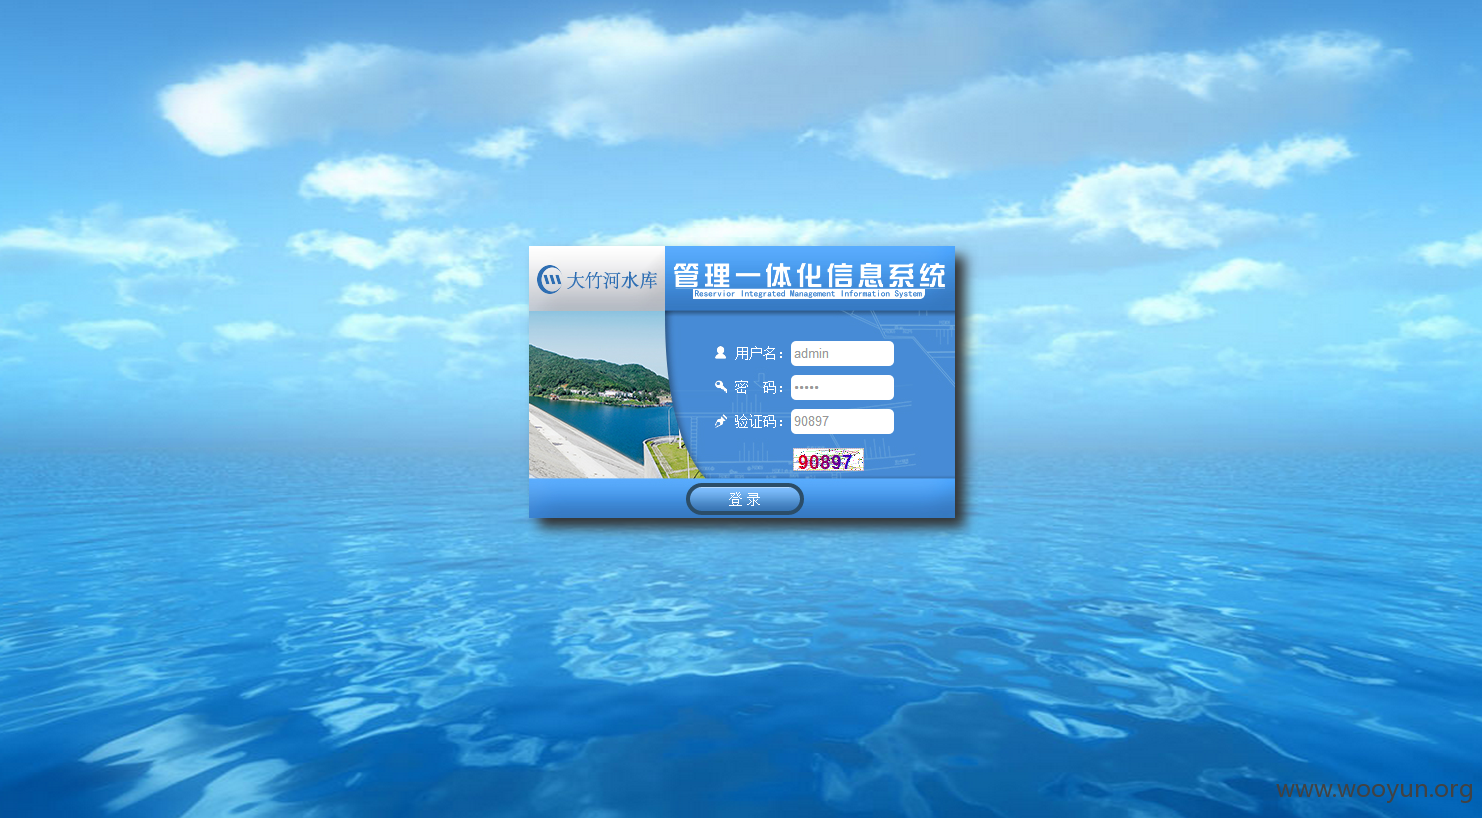 大竹河水库
管理一体化信息系统
Reservior Integrated Management Information System
用户名：admin
密 码：•••••
验证码：90897
90897
登 录
www.wooyun.org